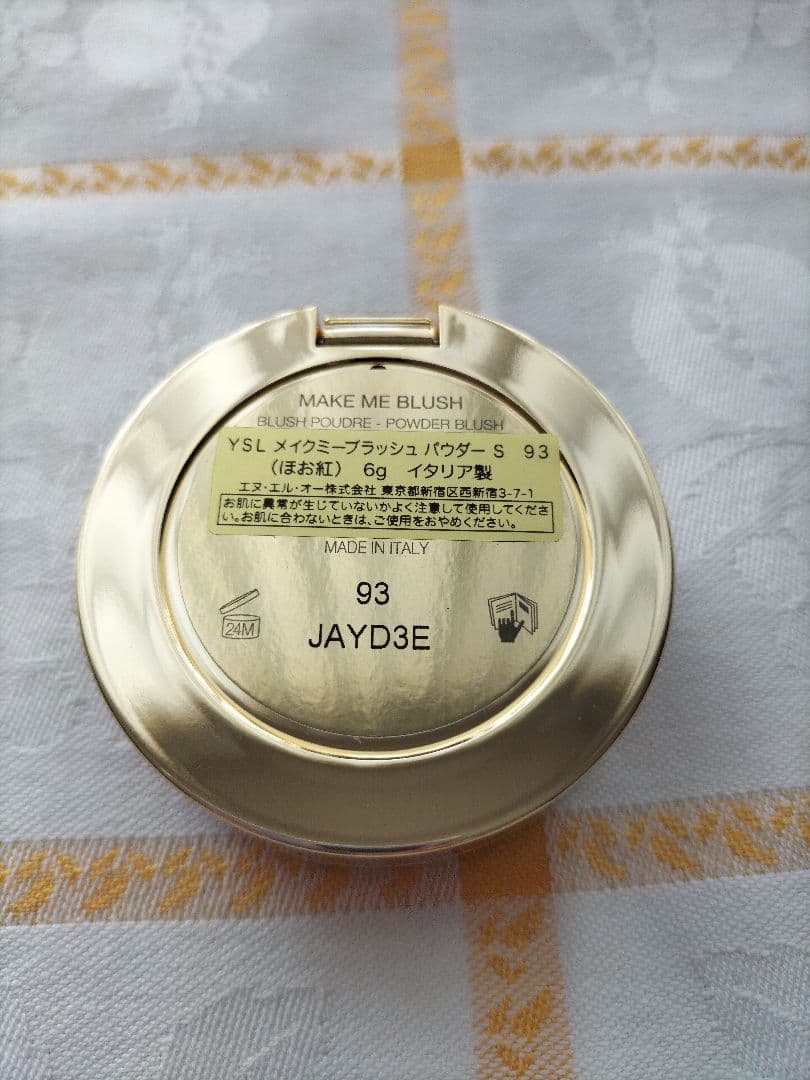 MAKE ME BLUSH
BLUSH POUDRE - POWDER BLUSH
YSL メイクミーブラッシュ パウダー S 93
（ほお紅） 6g イタリア製
エヌ・エル・オー株式会社 東京都新宿区西新宿3-7-1
お肌に異常が生じていないかよく注意して使用してくださ
い。お肌に合わないときは、ご使用をおやめください。
MADE IN ITALY
93
24M
JAYD3E